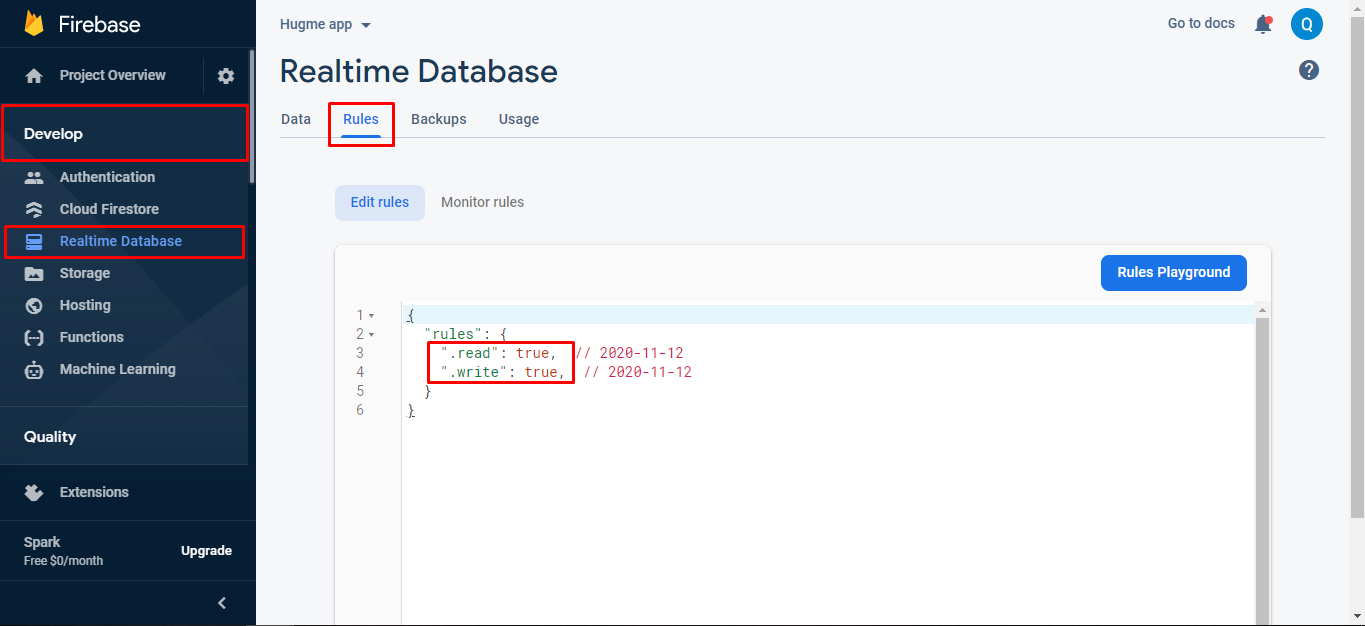 Firebase
Project Overview
Develop
Authentication
Cloud Firestore
Realtime Database
Storage
Hosting
Functions
Machine Learning
Quality
Extensions
Spark
Free $0/month
Upgrade
Hugme app
Go to docs
Q
Realtime Database
?
Data Rules Backups Usage
Edit rules Monitor rules
Rules Playground
1 {
2 "rules": {
3 ".read": true, // 2020-11-12
4 ".write": true, // 2020-11-12
5 }
6 }